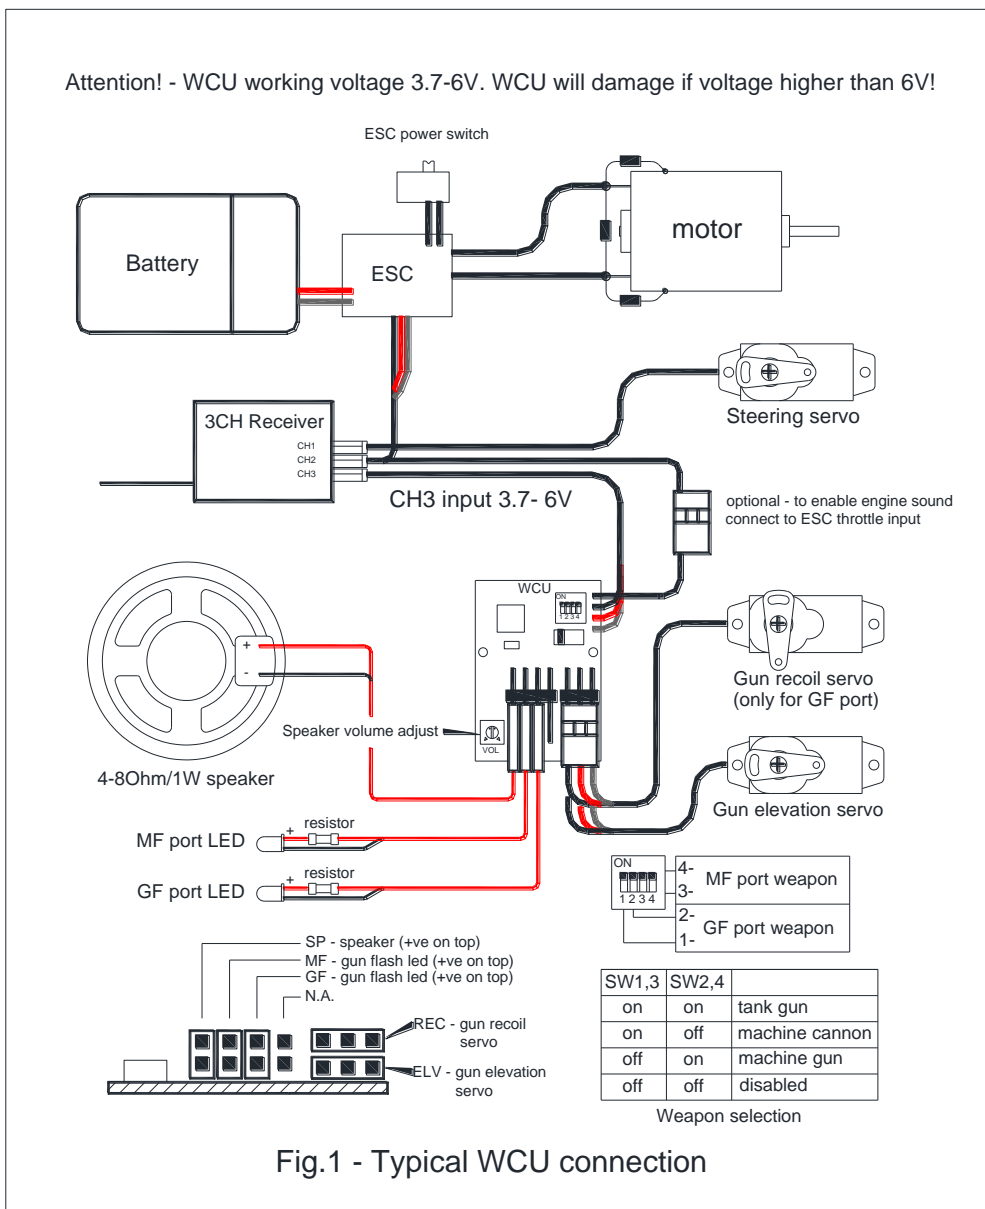 Attention! - WCU working voltage 3.7-6V. WCU will damage if voltage higher than 6V!
ESC power switch
Battery
ESC
motor
Steering servo
3CH Receiver
CH1
CH2
CH3
CH3 input 3.7- 6V
optional - to enable engine sound
connect to ESC throttle input
WCU
ON
1 2 3 4
+
-
Gun recoil servo
(only for GF port)
Speaker volume adjust
VOL
4-8Ohm/1W speaker
Gun elevation servo
+ resistor
MF port LED
+ resistor
GF port LED
ON
1 2 3 4
4-
3-
MF port weapon
2-
1-
GF port weapon
SP - speaker (+ve on top)
MF - gun flash led (+ve on top)
GF - gun flash led (+ve on top)
N.A.
REC - gun recoil
servo
ELV - gun elevation
servo
SW1,3 SW2,4
on on tank gun
on off machine cannon
off on machine gun
off off disabled
Weapon selection
Fig.1 - Typical WCU connection